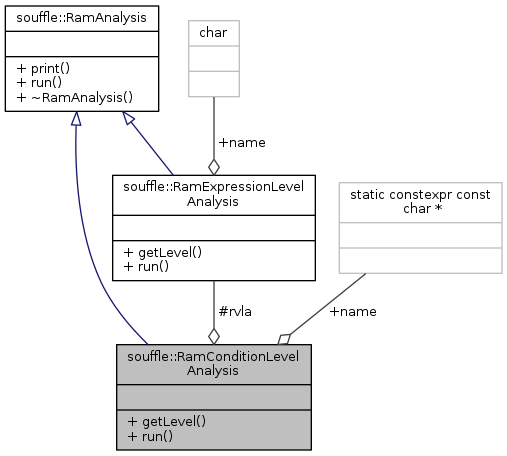 souffle::RamAnalysis
+ print()
+ run()
+ ~RamAnalysis()
char
+name
souffle::RamExpressionLevel
Analysis
+ getLevel()
+ run()
static constexpr const
char *
#rvla
+name
souffle::RamConditionLevel
Analysis
+ getLevel()
+ run()